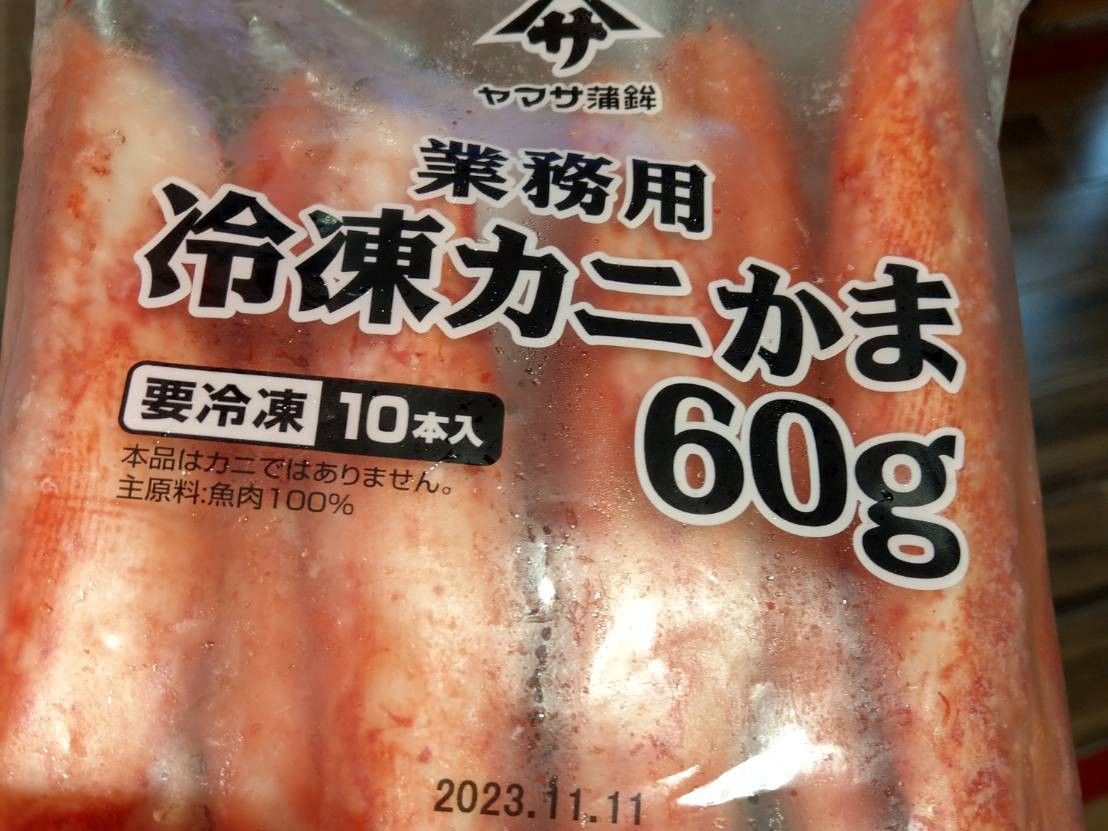 サ
ヤマサ蒲鉾
業務用
冷凍カニかま
60g
要冷凍 10本入
本品はカニではありません。
主原料:魚肉100%
2023.11.11